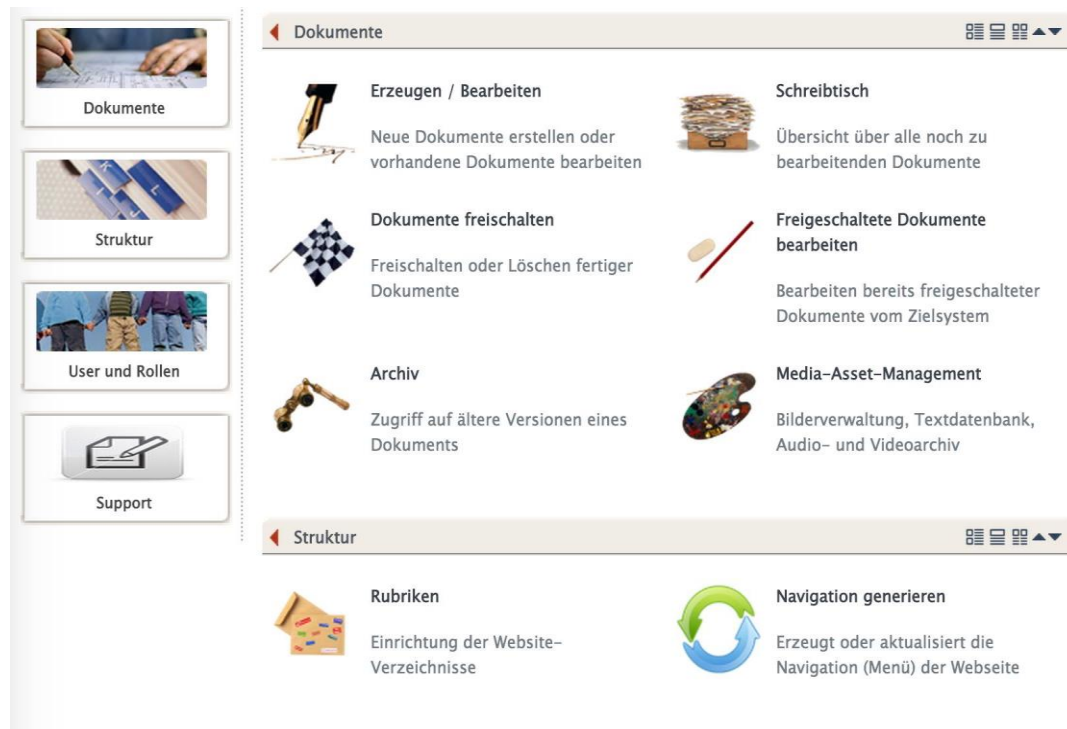 Dokumente
Struktur
User und Rollen
Support
Dokumente
Erzeugen / Bearbeiten
Neue Dokumente erstellen oder
vorhandene Dokumente bearbeiten
Schreibtisch
Übersicht über alle noch zu
bearbeitenden Dokumente
Dokumente freischalten
Freischalten oder Löschen fertiger
Dokumente
Freigeschaltete Dokumente
bearbeiten
Bearbeiten bereits freigeschalteter
Dokumente vom Zielsystem
Archiv
Zugriff auf ältere Versionen eines
Dokuments
Media-Asset-Management
Bilderverwaltung, Textdatenbank,
Audio- und Videoarchiv
Struktur
Rubriken
Einrichtung der Website-
Verzeichnisse
Navigation generieren
Erzeugt oder aktualisiert die
Navigation (Menü) der Webseite